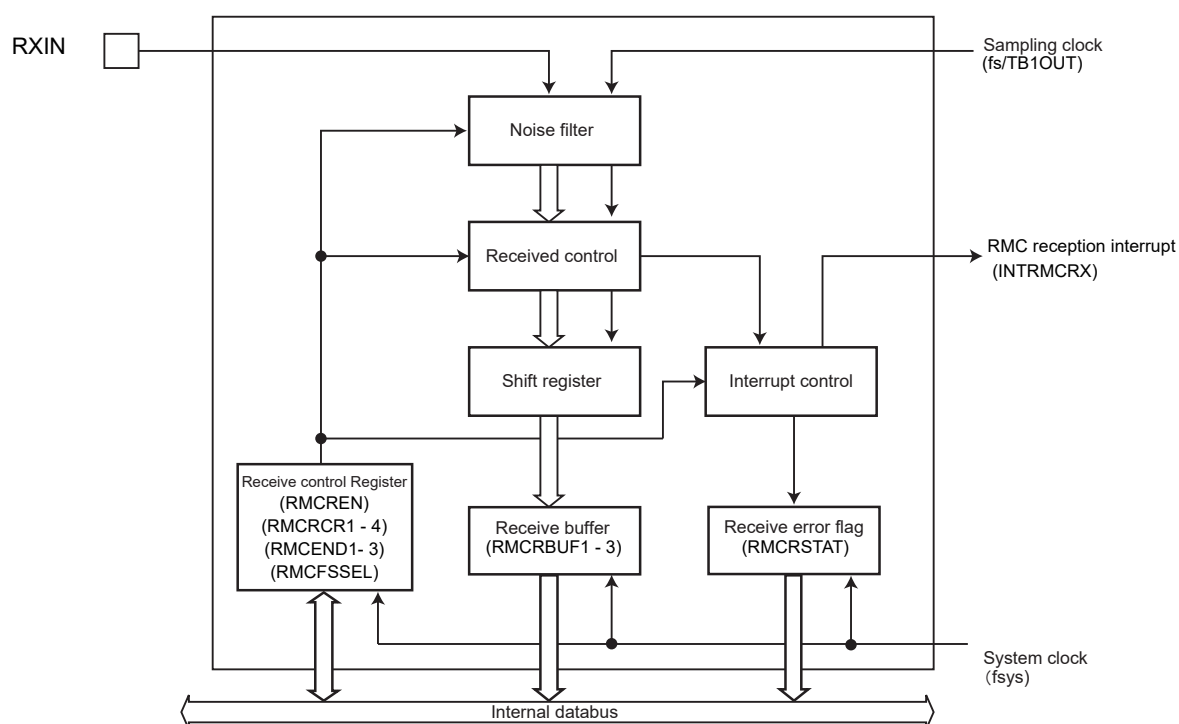 RXIN
Sampling clock
(fs/TB1OUT)
Noise filter
Received control
RMC reception interrupt
(INTRMCRX)
Shift register
Interrupt control
Receive control Register
(RMCREN)
(RMCRCR1 - 4)
(RMCEND1- 3)
(RMCFSSEL)
Receive buffer
(RMCRBUF1 - 3)
Receive error flag
(RMCRSTAT)
System clock
(fsys)
Internal databus